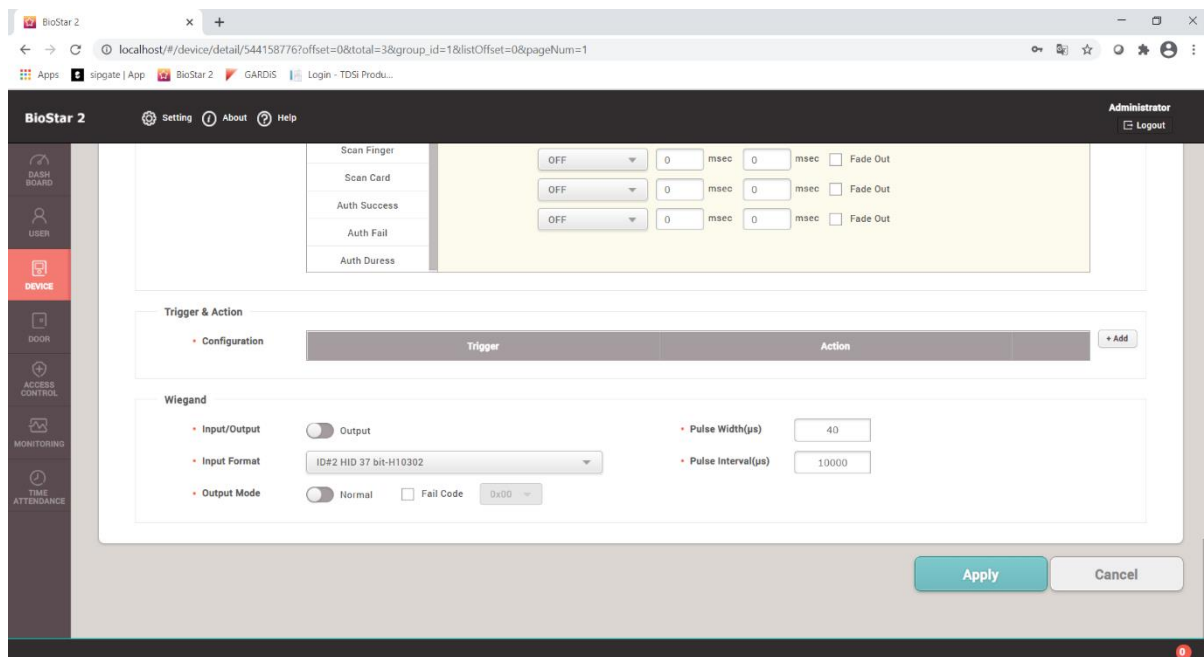 BioStar 2
localhost/#/device/detail/544158776?offset=0&total=3&group_id=1&listOffset=0&pageNum=1
Apps sipgate | App BioStar 2 GARDiS Login - TDSi Produ...
BioStar 2 Setting About Help Administrator
Logout
DASH BOARD
USER
DEVICE
DOOR
ACCESS CONTROL
MONITORING
TIME ATTENDANCE
Scan Finger
Scan Card
Auth Success
Auth Fail
Auth Duress
OFF 0 msec 0 msec Fade Out
OFF 0 msec 0 msec Fade Out
OFF 0 msec 0 msec Fade Out
Trigger & Action
Configuration Trigger Action + Add
Wiegand
Input/Output Output Pulse Width(µs) 40
Input Format ID#2 HID 37 bit-H10302 Pulse Interval(µs) 10000
Output Mode Normal Fail Code 0x00
Apply Cancel
0